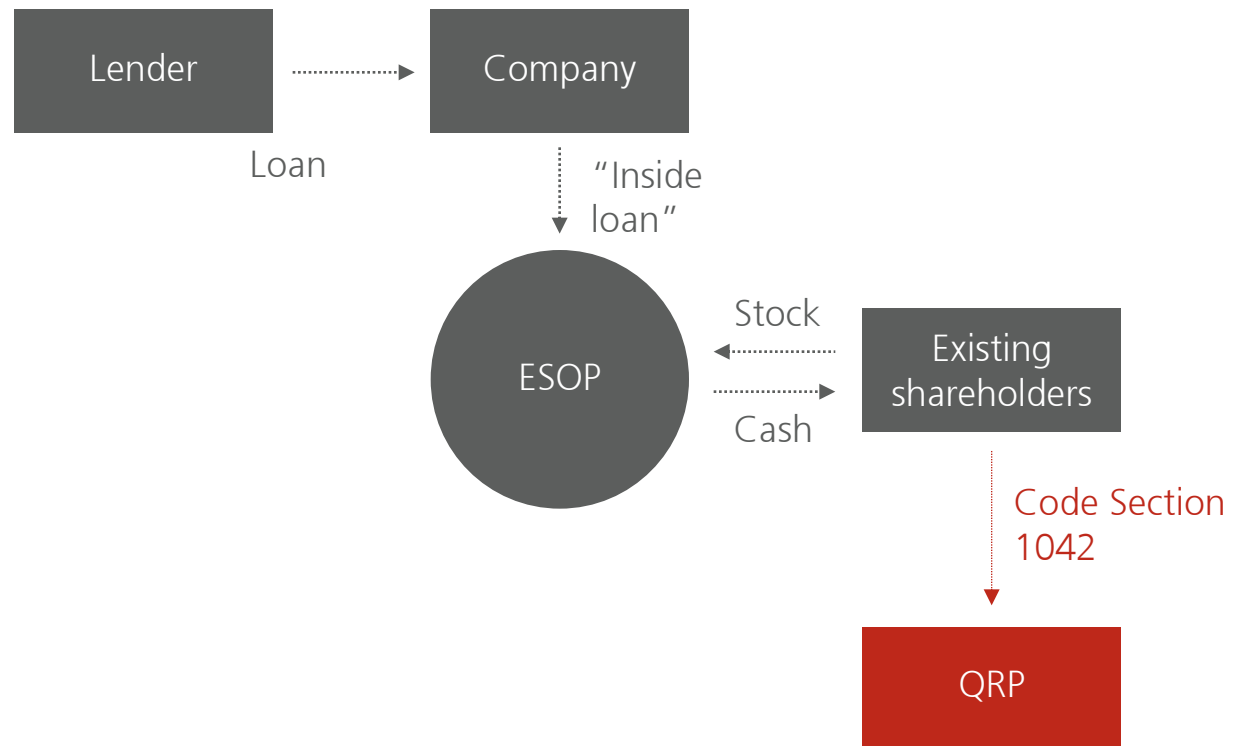 Lender
Company
Loan
“Inside
loan”
Stock
Existing
shareholders
ESOP
Cash
Code Section
1042
QRP